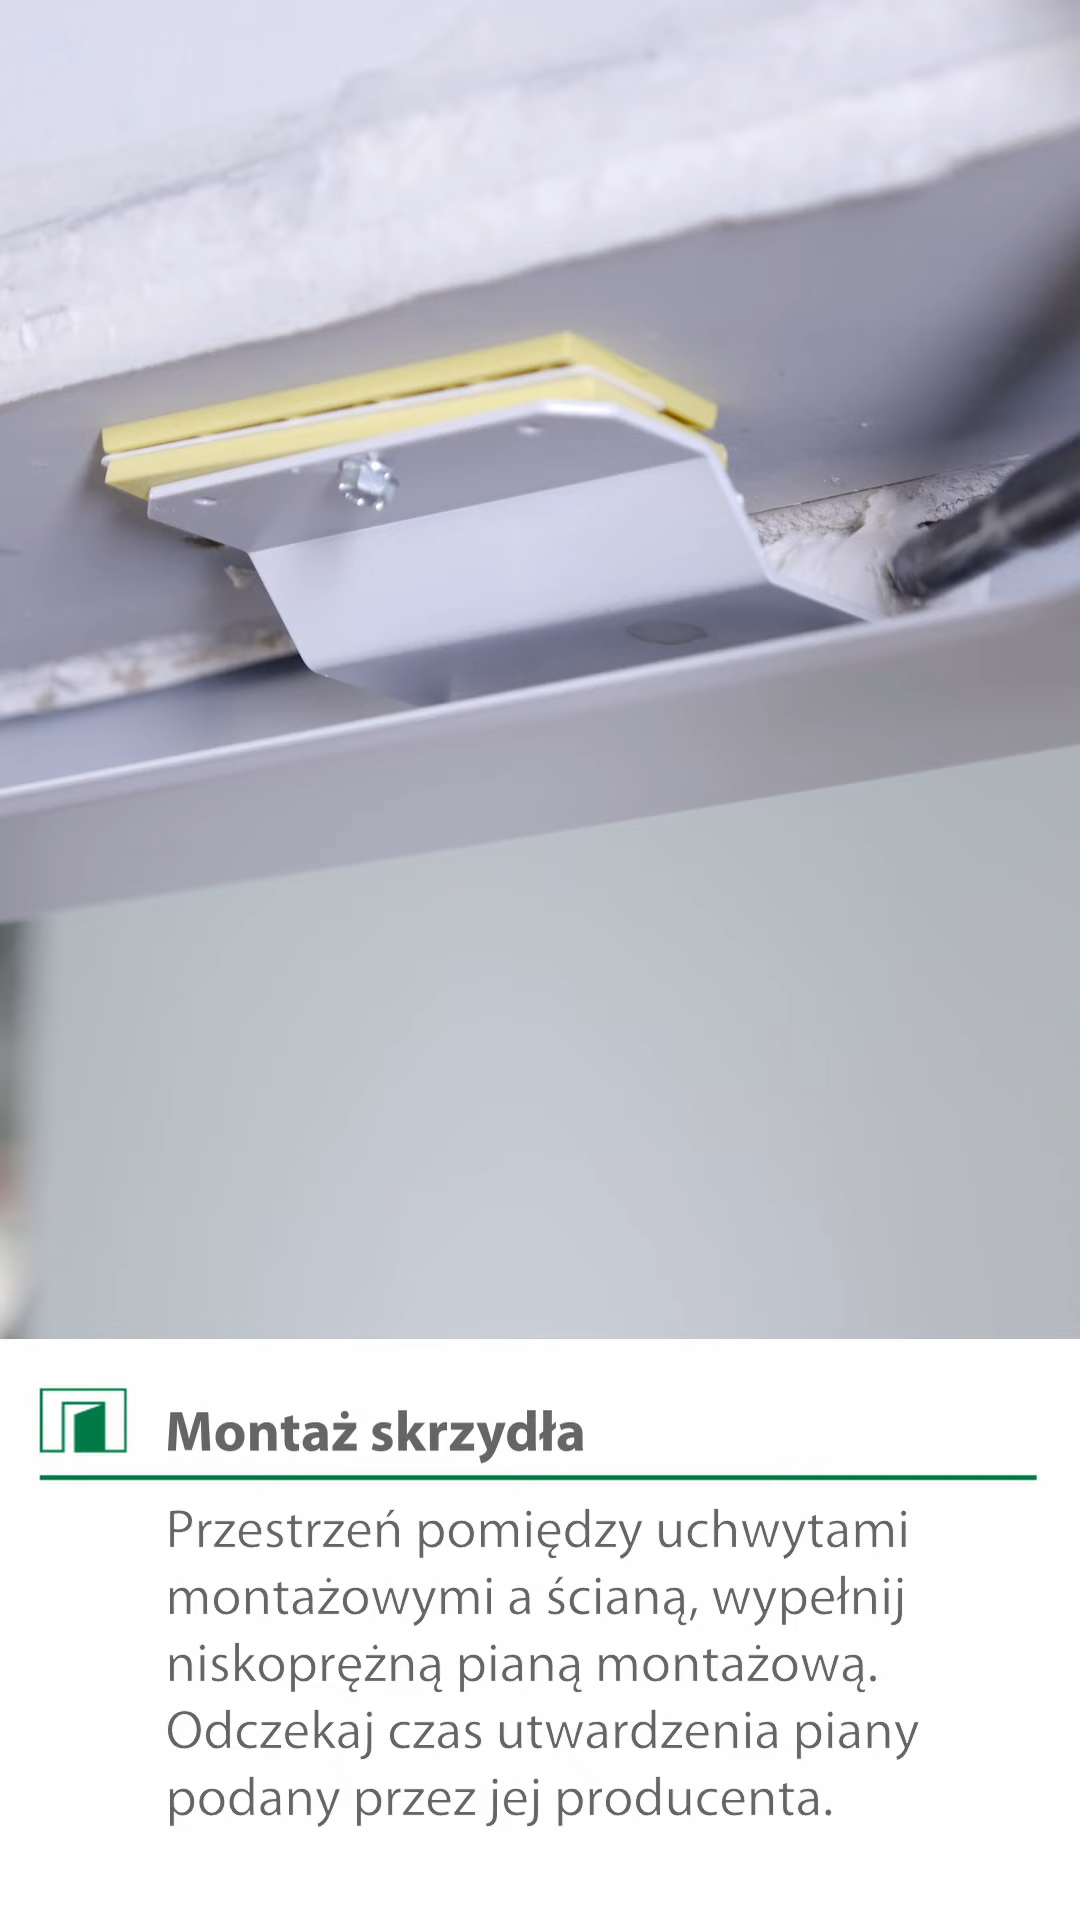 Montaż skrzydła
Przestrzeń pomiędzy uchwytami
montażowymi a ścianą, wypełnij
niskoprężną pianą montażową.
Odczekaj czas utwardzenia piany
podany przez jej producenta.